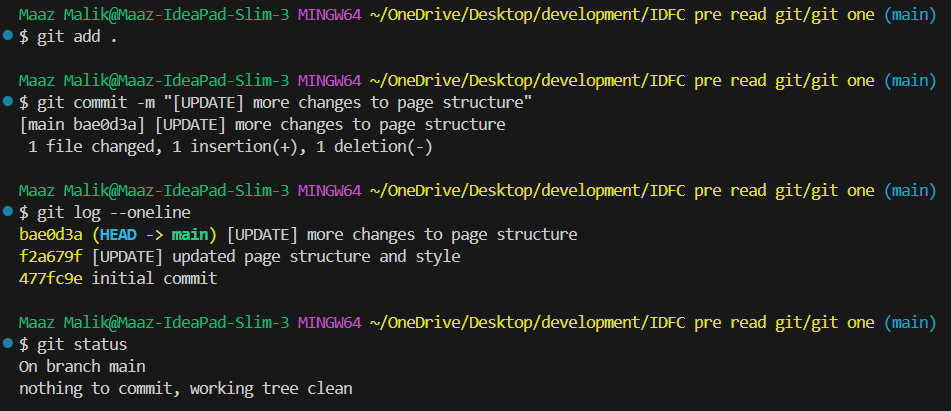 Maaz Malik@Maaz-IdeaPad-Slim-3 MINGW64 ~/OneDrive/Desktop/development/IDFC pre read git/git one (main)
$ git add .
Maaz Malik@Maaz-IdeaPad-Slim-3 MINGW64 ~/OneDrive/Desktop/development/IDFC pre read git/git one (main)
$ git commit -m "[UPDATE] more changes to page structure"
[main bae0d3a] [UPDATE] more changes to page structure
1 file changed, 1 insertion(+), 1 deletion(-)
Maaz Malik@Maaz-IdeaPad-Slim-3 MINGW64 ~/OneDrive/Desktop/development/IDFC pre read git/git one (main)
$ git log --oneline
bae0d3a (HEAD -> main) [UPDATE] more changes to page structure
f2a679f [UPDATE] updated page structure and style
477fc9e initial commit
Maaz Malik@Maaz-IdeaPad-Slim-3 MINGW64 ~/OneDrive/Desktop/development/IDFC pre read git/git one (main)
$ git status
On branch main
nothing to commit, working tree clean